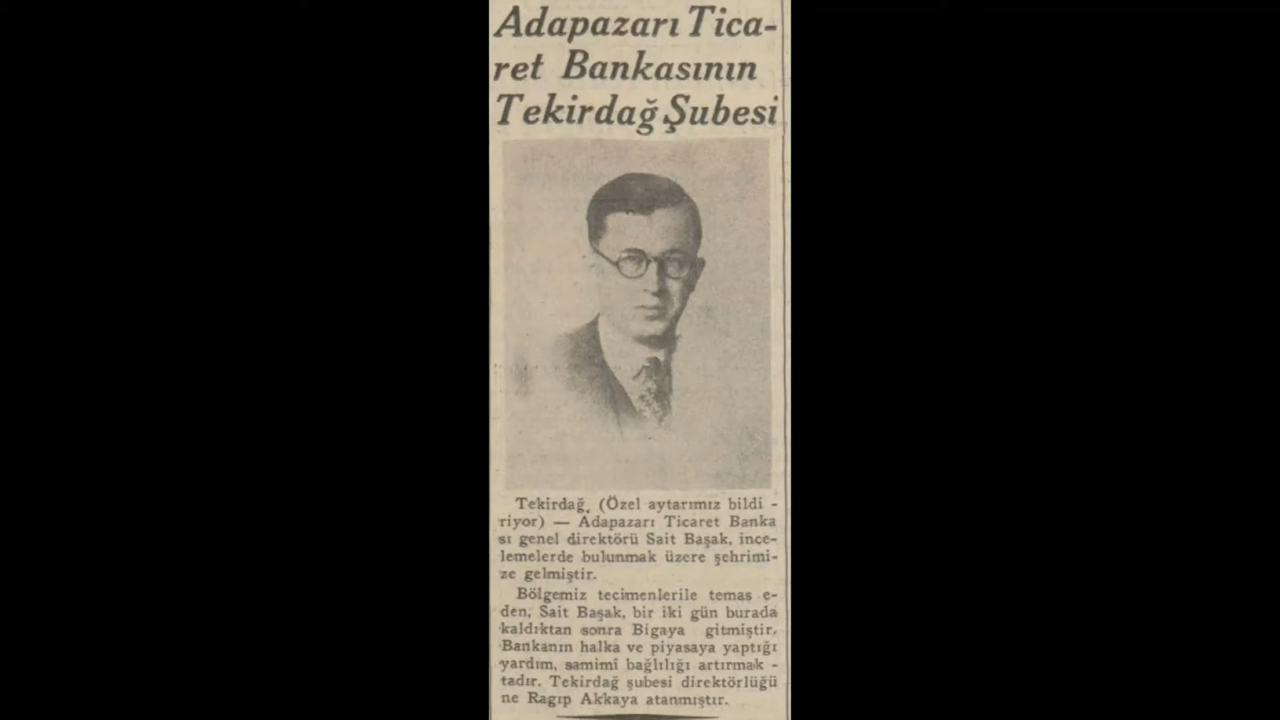 Adapazarı Tica-
ret Bankasının
Tekirdağ Şubesi
Tekirdağ, (Özel aytarımız bildi -
riyor) — Adapazarı Ticaret Banka
sı genel direktörü Sait Başak, ince-
lemelerde bulunmak üzere şehrimi-
ze gelmiştir.
Bölgemiz tecimenlerile temas e-
den, Sait Başak, bir iki gün burada
kaldıktan sonra Bigaya gitmiştir.
Bankanın halka ve piyasaya yaptığı
yardım, samimî bağlılığı artırmak -
tadır. Tekirdağ şubesi direktörlüğü
ne Ragıp Akkaya atanmıştır.